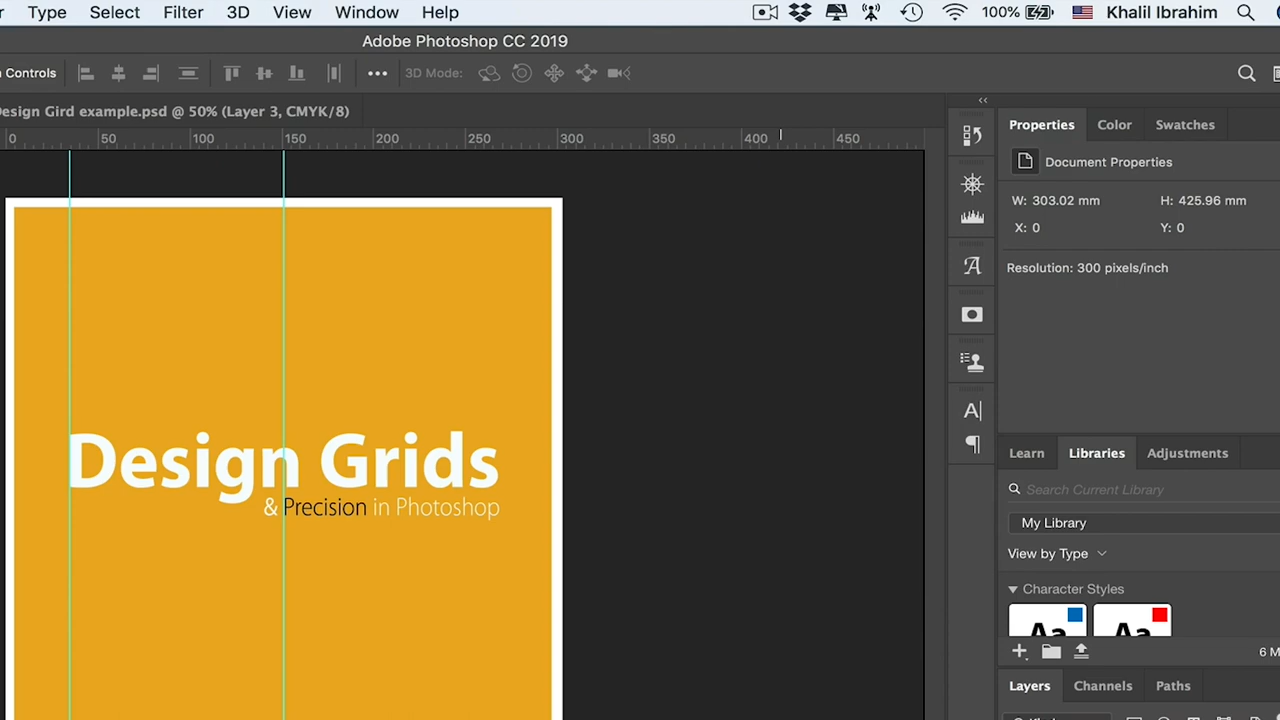 r Type Select Filter 3D View Window Help 100% Khalil Ibrahim
Adobe Photoshop CC 2019
Controls 3D Mode:
esign Gird example.psd @ 50% (Layer 3, CMYK/8)
0 50 100 150 200 250 300 350 400 450
Properties Color Swatches
Document Properties
W: 303.02 mm H: 425.96 mm
X: 0 Y: 0
Resolution: 300 pixels/inch
Design Grids
& Precision in Photoshop
Learn Libraries Adjustments
Search Current Library
My Library
View by Type
Character Styles
Aa Aa
6 M
Layers Channels Paths